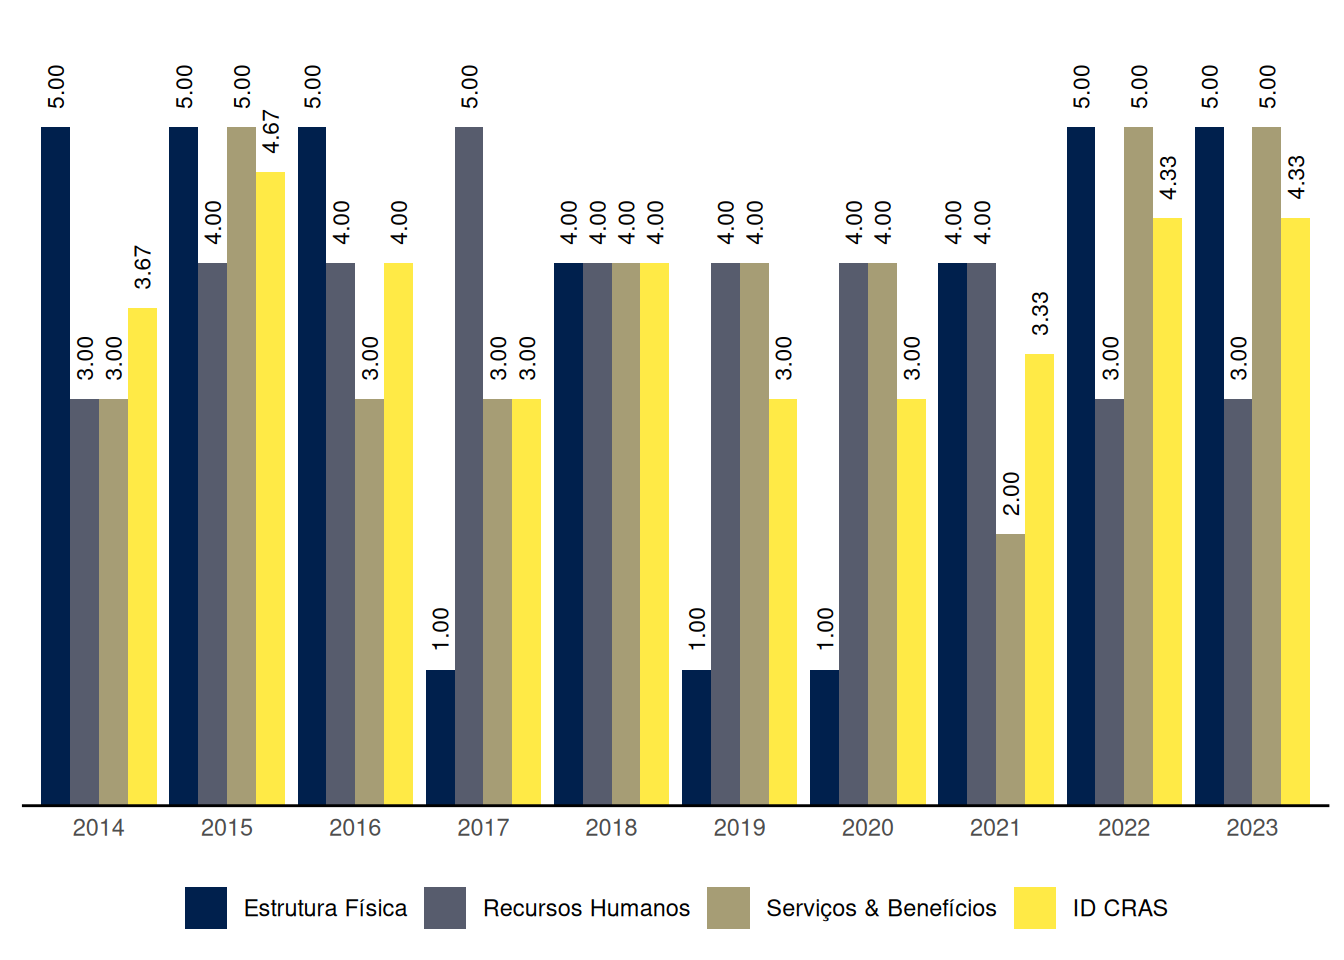 5.00 3.00 3.00 3.67
5.00 4.00 5.00 4.67
5.00 4.00 3.00 4.00
1.00 5.00 3.00 3.00
4.00 4.00 4.00 4.00
1.00 4.00 4.00 3.00
1.00 4.00 4.00 3.00
4.00 4.00 2.00 3.33
5.00 3.00 5.00 4.33
5.00 3.00 5.00 4.33
2014 2015 2016 2017 2018 2019 2020 2021 2022 2023
Estrutura Física Recursos Humanos Serviços & Benefícios ID CRAS